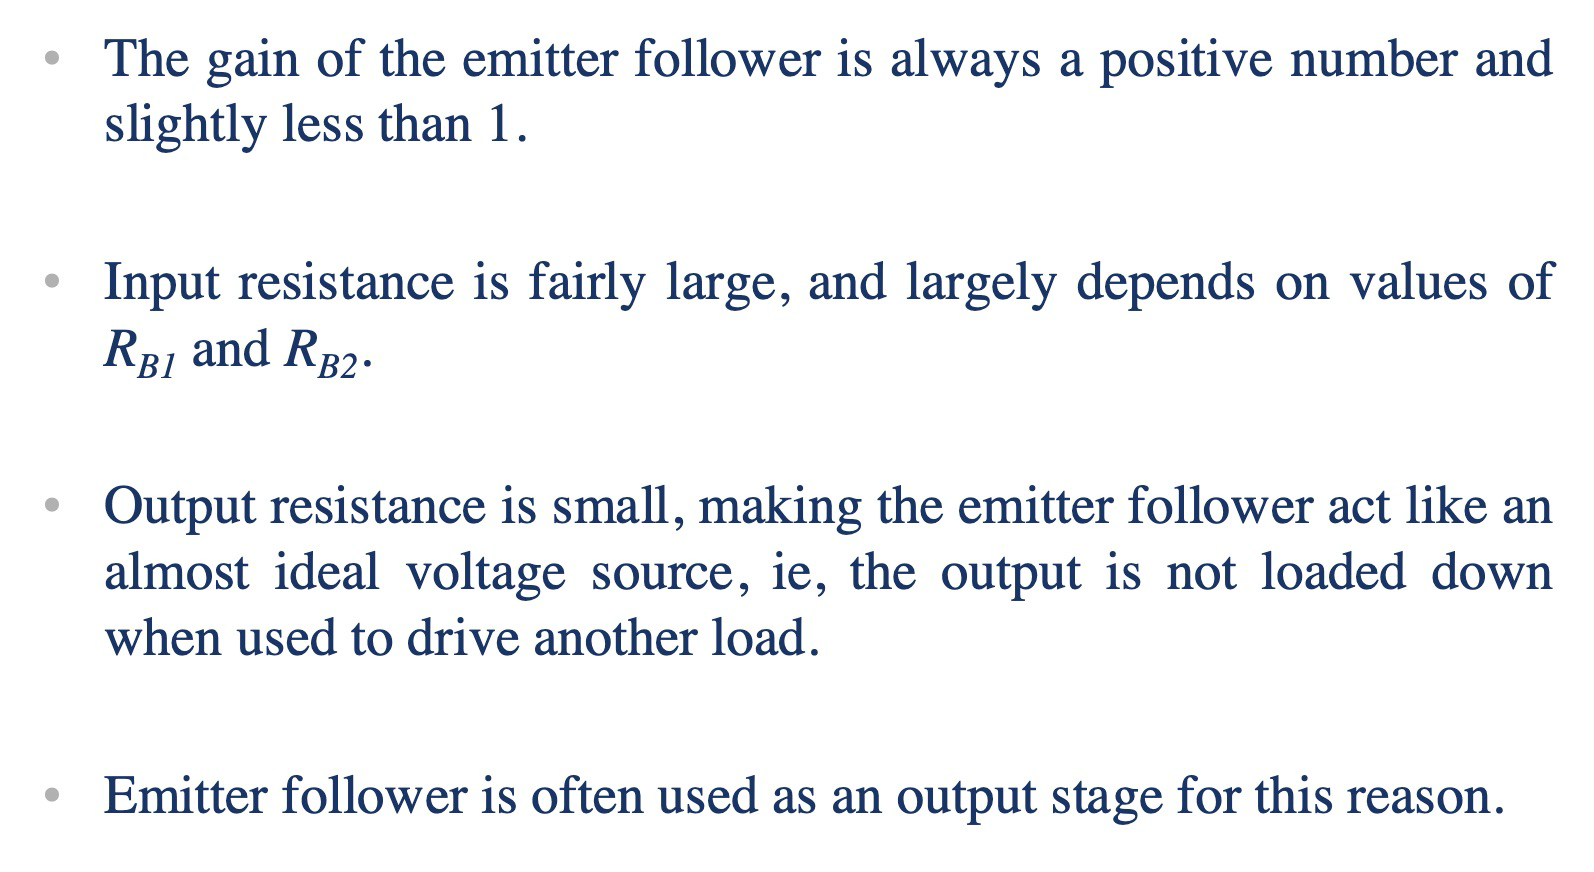 • The gain of the emitter follower is always a positive number and
slightly less than 1.
• Input resistance is fairly large, and largely depends on values of
R_{B1} and R_{B2}.
• Output resistance is small, making the emitter follower act like an
almost ideal voltage source, ie, the output is not loaded down
when used to drive another load.
• Emitter follower is often used as an output stage for this reason.